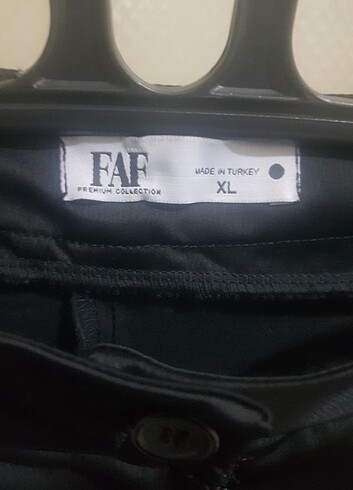 FAF
PREMIUM COLLECTION
MADE IN TURKEY
XL